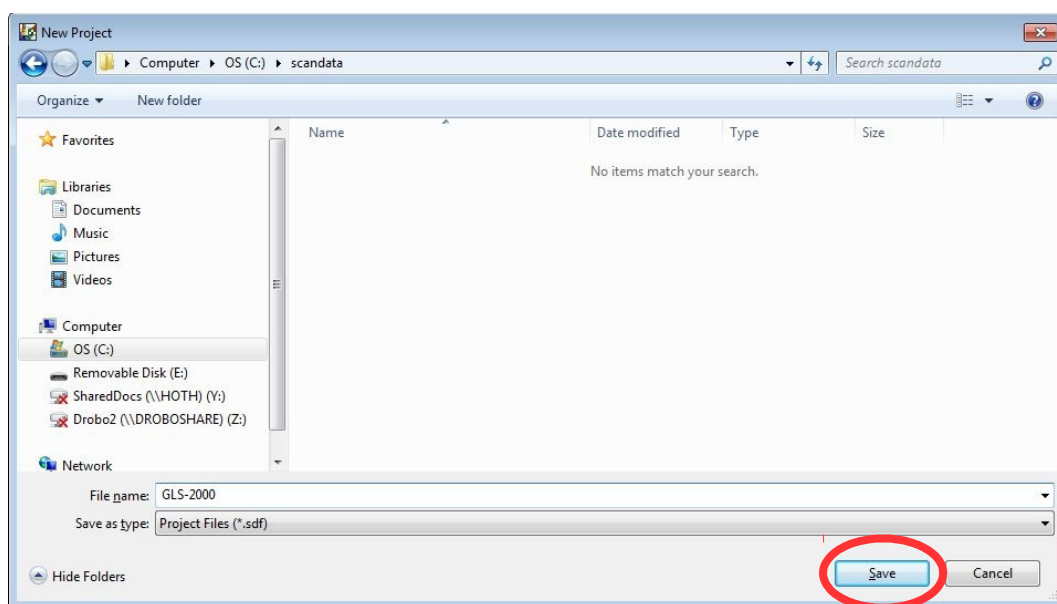 New Project
Computer OS (C:) scandata Search scandata
Organize New folder
Name Date modified Type Size
No items match your search.
Favorites
Libraries
Documents
Music
Pictures
Videos
Computer
OS (C:)
Removable Disk (E:)
SharedDocs (\\HOTH) (Y:)
Drobo2 (\\DROBOSHARE) (Z:)
Network
File name: GLS-2000
Save as type: Project Files (*.sdf)
Hide Folders Save Cancel